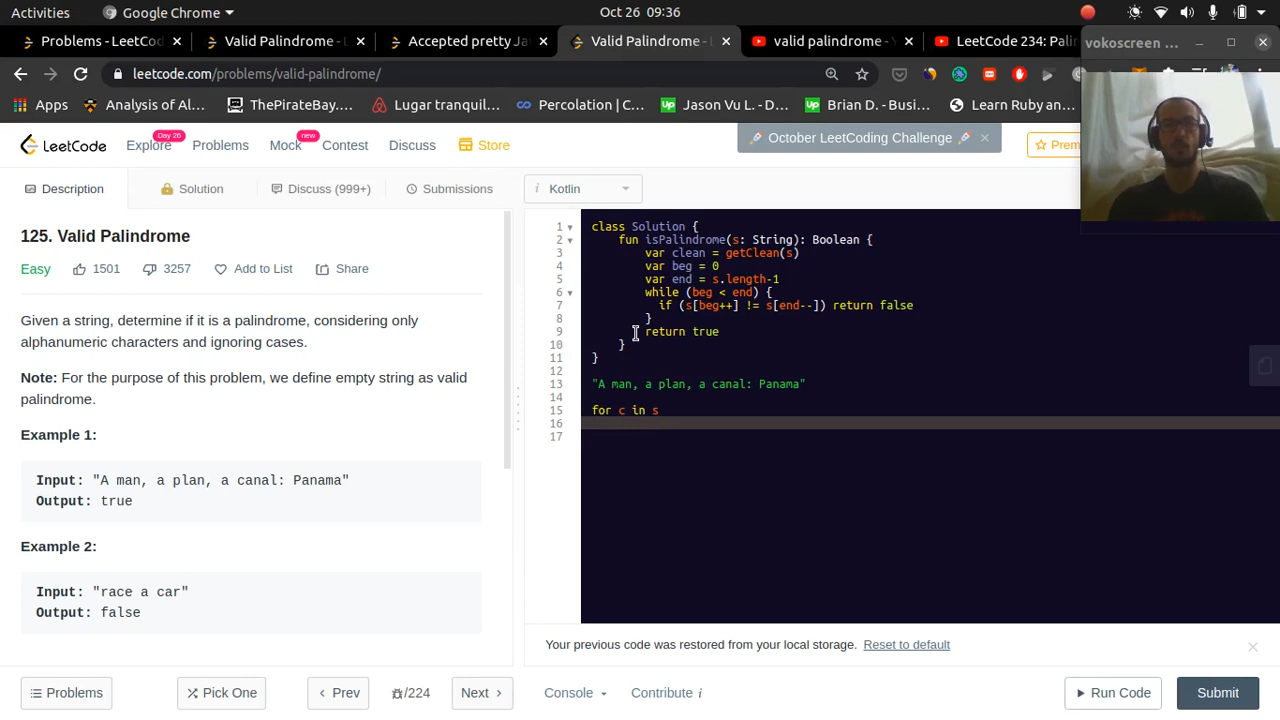 Activities
Google Chrome
Oct 26 09:36
Problems - LeetCo
Valid Palindrome - L
Accepted pretty Ja
Valid Palindrome -
valid palindrome -
LeetCode 234: Pali
vokoscreen ...
leetcode.com/problems/valid-palindrome/
Apps
Analysis of Al...
ThePirateBay....
Lugar tranquil...
Percolation | C...
Jason Vu L. - D...
Brian D. - Busi...
Learn Ruby an...
LeetCode
Explore
Day 26
Problems
Mock
new
Contest
Discuss
Store
October LeetCoding Challenge
Prem
Description
Solution
Discuss (999+)
Submissions
i Kotlin
125. Valid Palindrome
Easy
1501
3257
Add to List
Share
Given a string, determine if it is a palindrome, considering only
alphanumeric characters and ignoring cases.
Note: For the purpose of this problem, we define empty string as valid
palindrome.
Example 1:
Input: "A man, a plan, a canal: Panama"
Output: true
Example 2:
Input: "race a car"
Output: false
1 class Solution {
2 fun isPalindrome(s: String): Boolean {
3 var clean = getClean(s)
4 var beg = 0
5 var end = s.length-1
6 while (beg < end) {
7 if (s[beg++] != s[end--]) return false
8 }
9 return true
10 }
11 }
12
13 "A man, a plan, a canal: Panama"
14
15 for c in s
16
17
Your previous code was restored from your local storage. Reset to default
Problems
Pick One
Prev
/224
Next
Console
Contribute i
Run Code
Submit